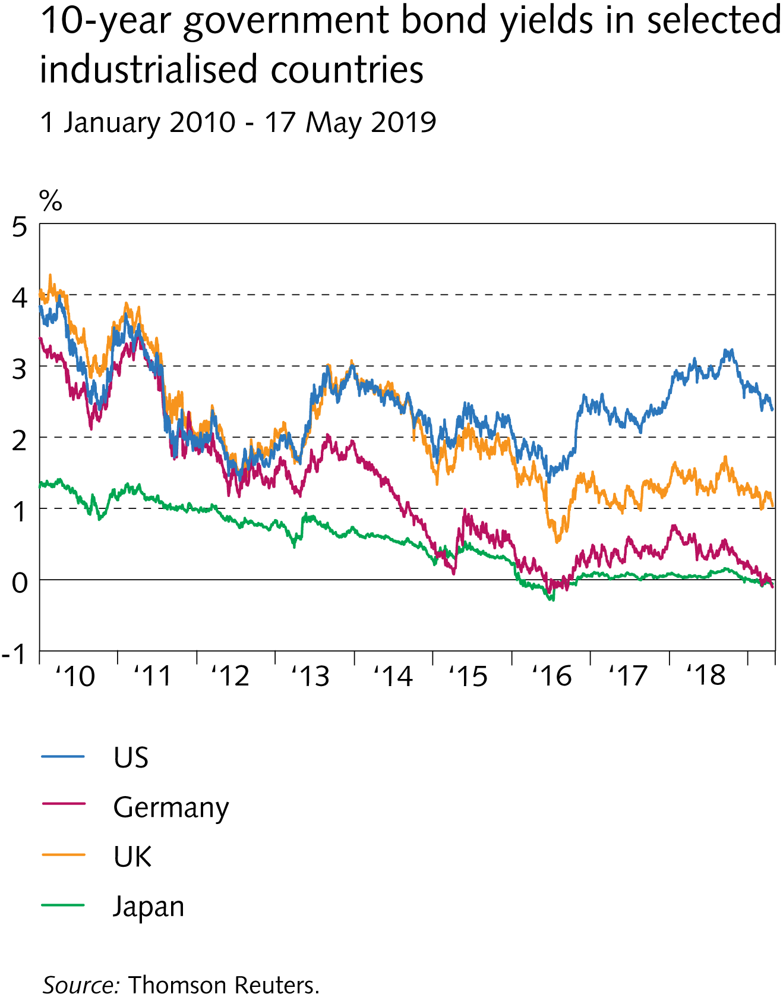 10-year government bond yields in selected
industrialised countries
1 January 2010 - 17 May 2019
%
5
4
3
2
1
0
-1
‘10 ‘11 ‘12 ‘13 ‘14 ‘15 ‘16 ‘17 ‘18
US
Germany
UK
Japan
Source: Thomson Reuters.